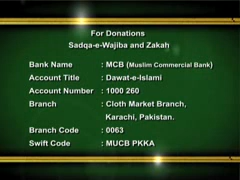 For Donations
Sadqa-e-Wajiba and Zakaḥ
Bank Name : MCB (Muslim Commercial Bank)
Account Title : Dawat-e-Islami
Account Number : 1000 260
Branch : Cloth Market Branch,
Karachi, Pakistan.
Branch Code : 0063
Swift Code : MUCB PKKA